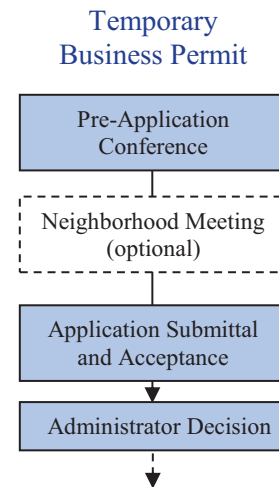 Temporary
Business Permit
Pre-Application
Conference
Neighborhood Meeting
(optional)
Application Submittal
and Acceptance
Administrator Decision